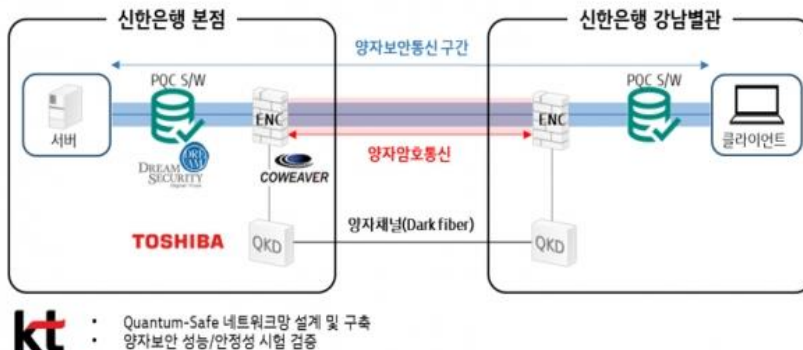 신한은행 본점
신한은행 강남별관
양자보안통신 구간
PQC S/W
PQC S/W
서버
ENC
ENC
클라이언트
DREAM
SECURITY
COWEAVER
양자암호통신
TOSHIBA
QKD
양자채널(Dark fiber)
QKD
kt
• Quantum-Safe 네트워크망 설계 및 구축
• 양자보안 성능/안정성 시험 검증